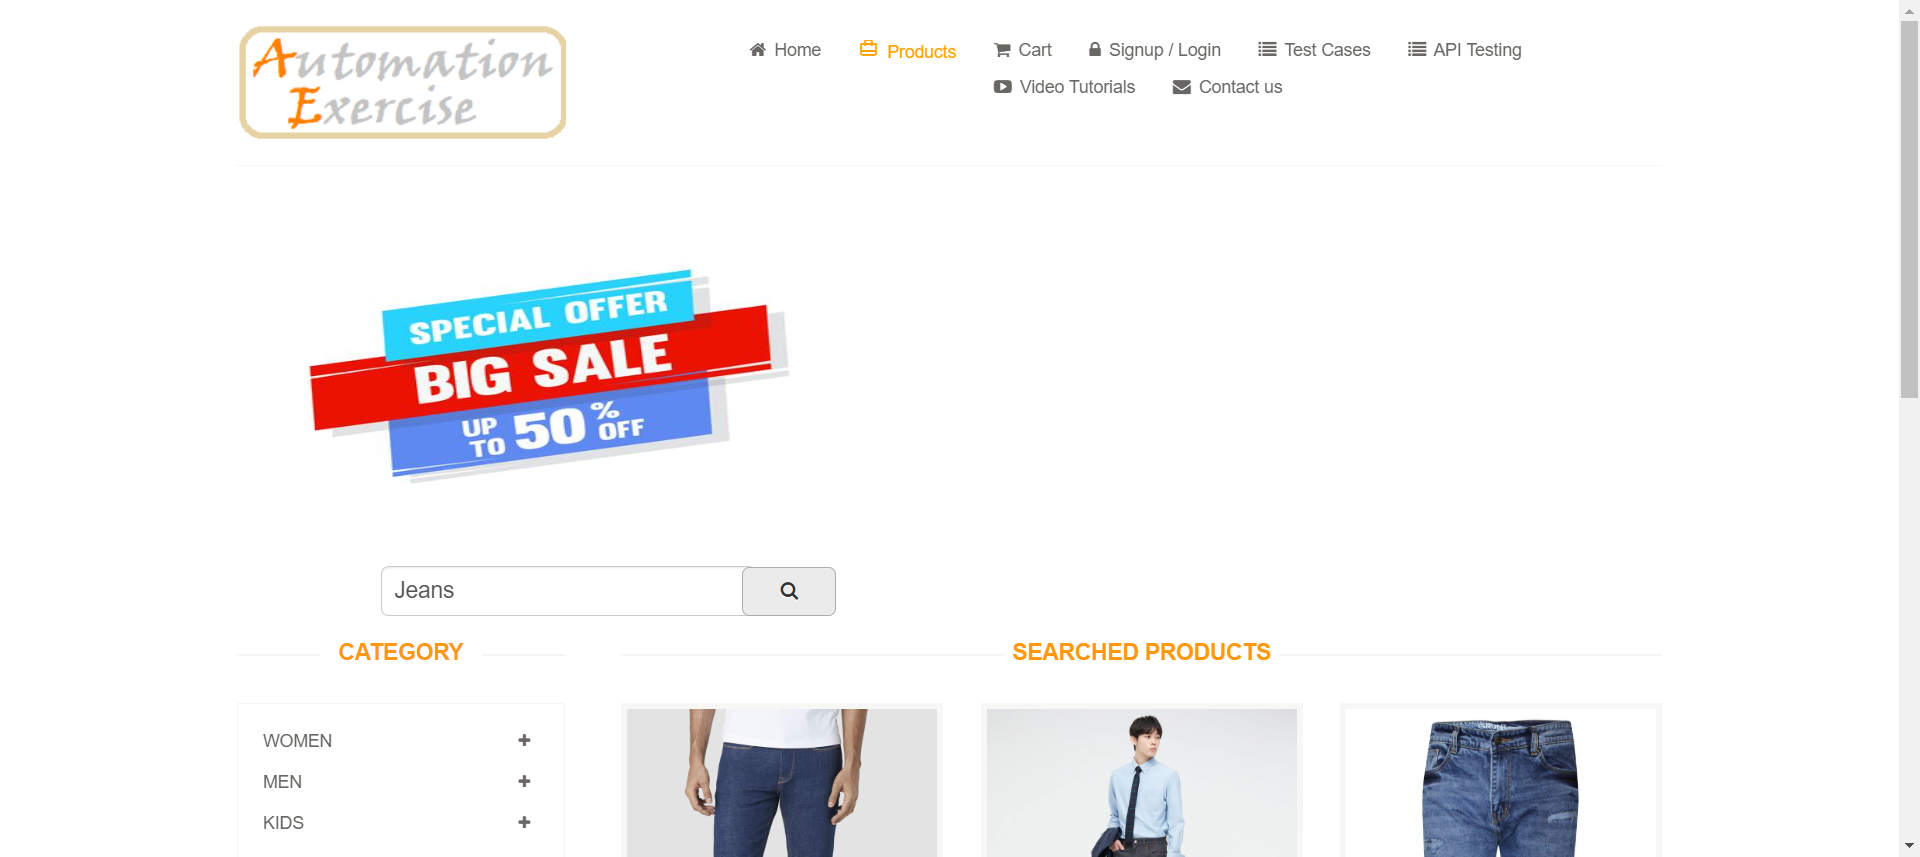 Automation
Exercise
Home
Products
Cart
Signup / Login
Test Cases
API Testing
Video Tutorials
Contact us
SPECIAL OFFER
BIG SALE
UP TO 50% OFF
Jeans
CATEGORY
SEARCHED PRODUCTS
WOMEN
MEN
KIDS